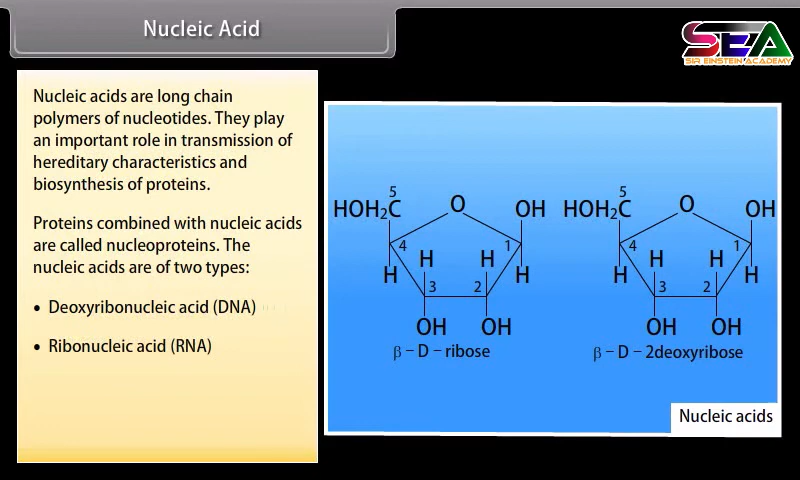 Nucleic Acid
SEA
SIR EINSTEIN ACADEMY
Nucleic acids are long chain
polymers of nucleotides. They play
an important role in transmission of
hereditary characteristics and
biosynthesis of proteins.
Proteins combined with nucleic acids
are called nucleoproteins. The
nucleic acids are of two types:
• Deoxyribonucleic acid (DNA)
• Ribonucleic acid (RNA)
5
HOH₂C O OH
4 1
H H H H
3 2
OH OH
β – D – ribose
5
HOH₂C O OH
4 1
H H H H
3 2
OH OH
β – D – 2deoxyribose
Nucleic acids